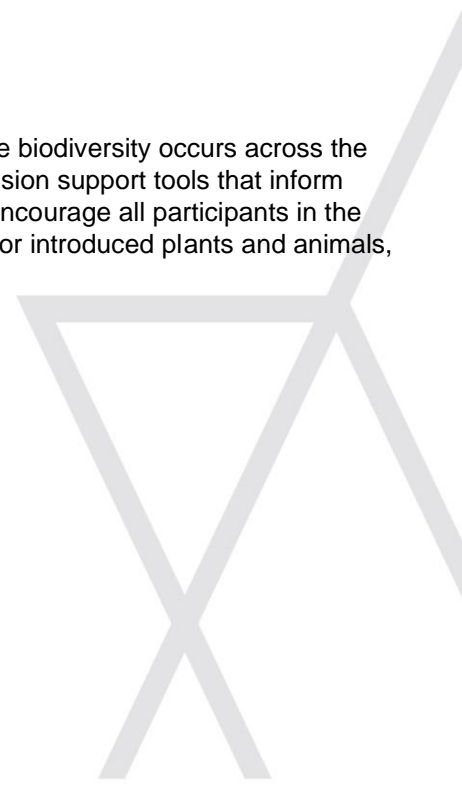 e biodiversity occurs across the
sion support tools that inform
ncourage all participants in the
or introduced plants and animals,